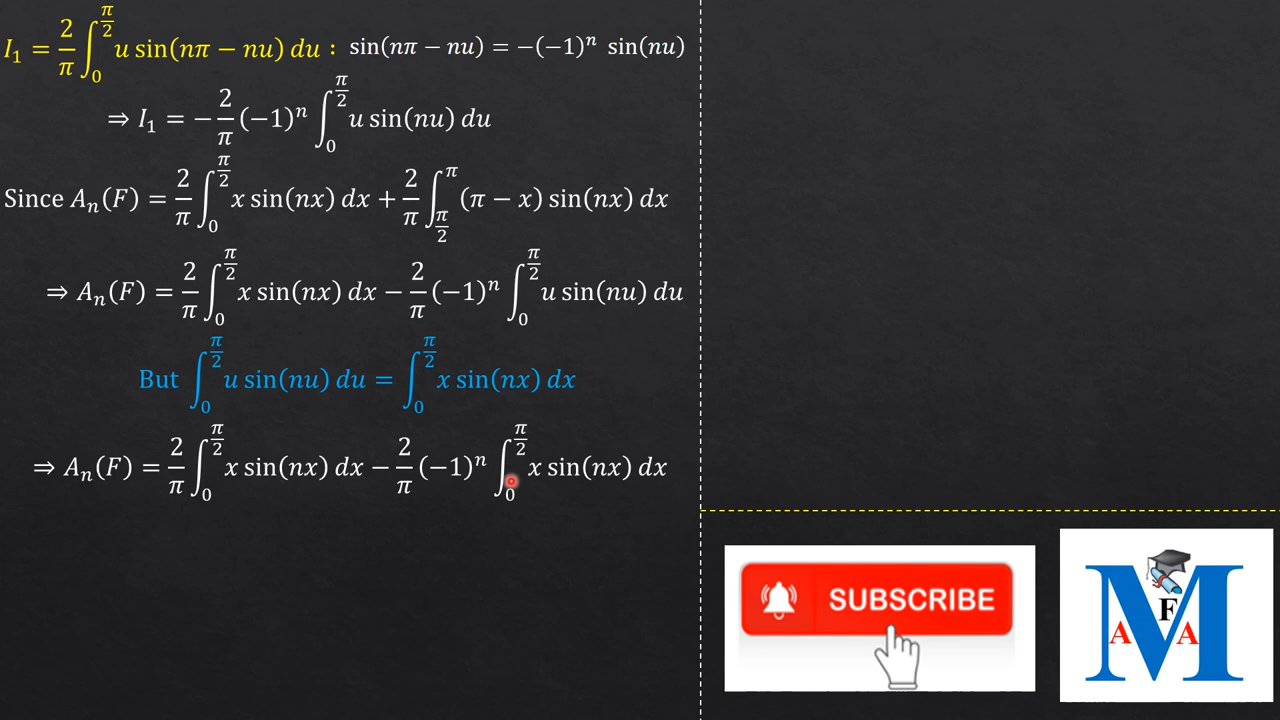 I₁ = 2/π ∫₀^(π/2) u sin(nπ − nu) du : sin(nπ − nu) = −(−1)ⁿ sin(nu)
⇒ I₁ = − 2/π (−1)ⁿ ∫₀^(π/2) u sin(nu) du
Since Aₙ(F) = 2/π ∫₀^(π/2) x sin(nx) dx + 2/π ∫_(π/2)^π (π − x) sin(nx) dx
⇒ Aₙ(F) = 2/π ∫₀^(π/2) x sin(nx) dx − 2/π (−1)ⁿ ∫₀^(π/2) u sin(nu) du
But ∫₀^(π/2) u sin(nu) du = ∫₀^(π/2) x sin(nx) dx
⇒ Aₙ(F) = 2/π ∫₀^(π/2) x sin(nx) dx − 2/π (−1)ⁿ ∫₀^(π/2) x sin(nx) dx
SUBSCRIBE
M
F
A A